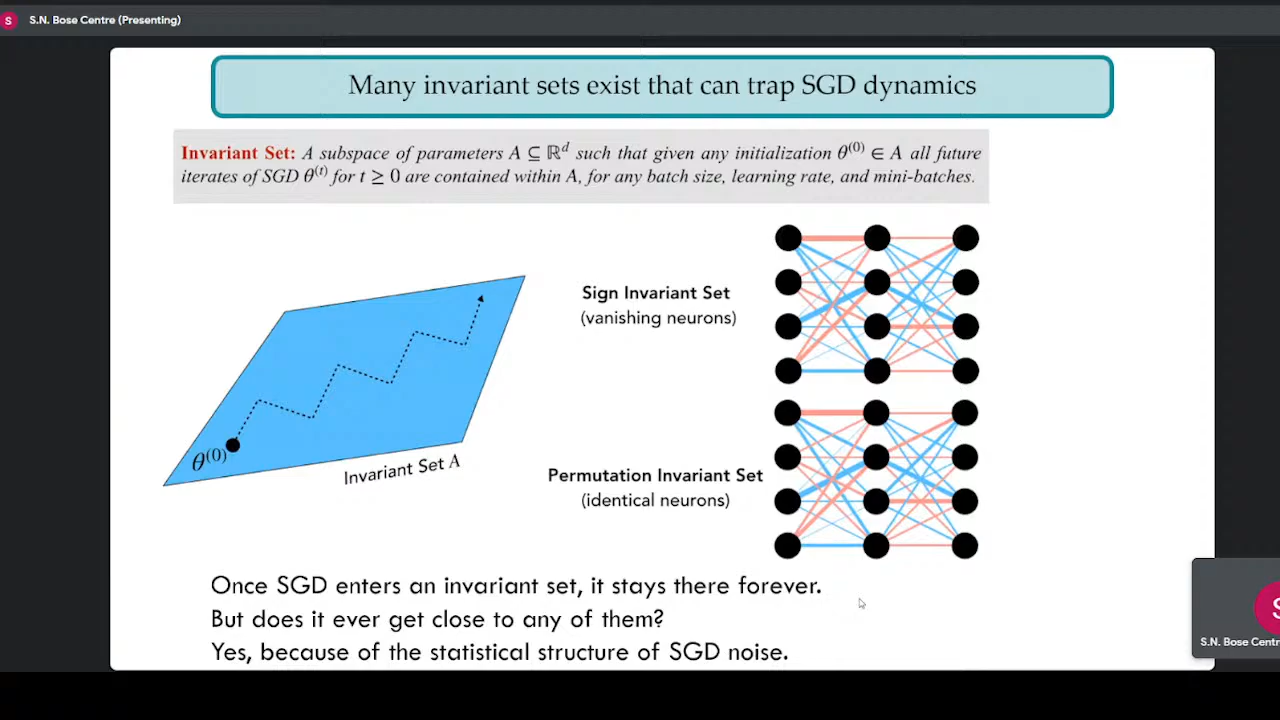 S
S.N. Bose Centre (Presenting)
Many invariant sets exist that can trap SGD dynamics
Invariant Set: A subspace of parameters A ⊆ ℝᵈ such that given any initialization θ⁽⁰⁾ ∈ A all future
iterates of SGD θ⁽ᵗ⁾ for t ≥ 0 are contained within A, for any batch size, learning rate, and mini-batches.
θ⁽⁰⁾
Invariant Set A
Sign Invariant Set
(vanishing neurons)
Permutation Invariant Set
(identical neurons)
Once SGD enters an invariant set, it stays there forever.
But does it ever get close to any of them?
Yes, because of the statistical structure of SGD noise.
S
S.N. Bose Centr